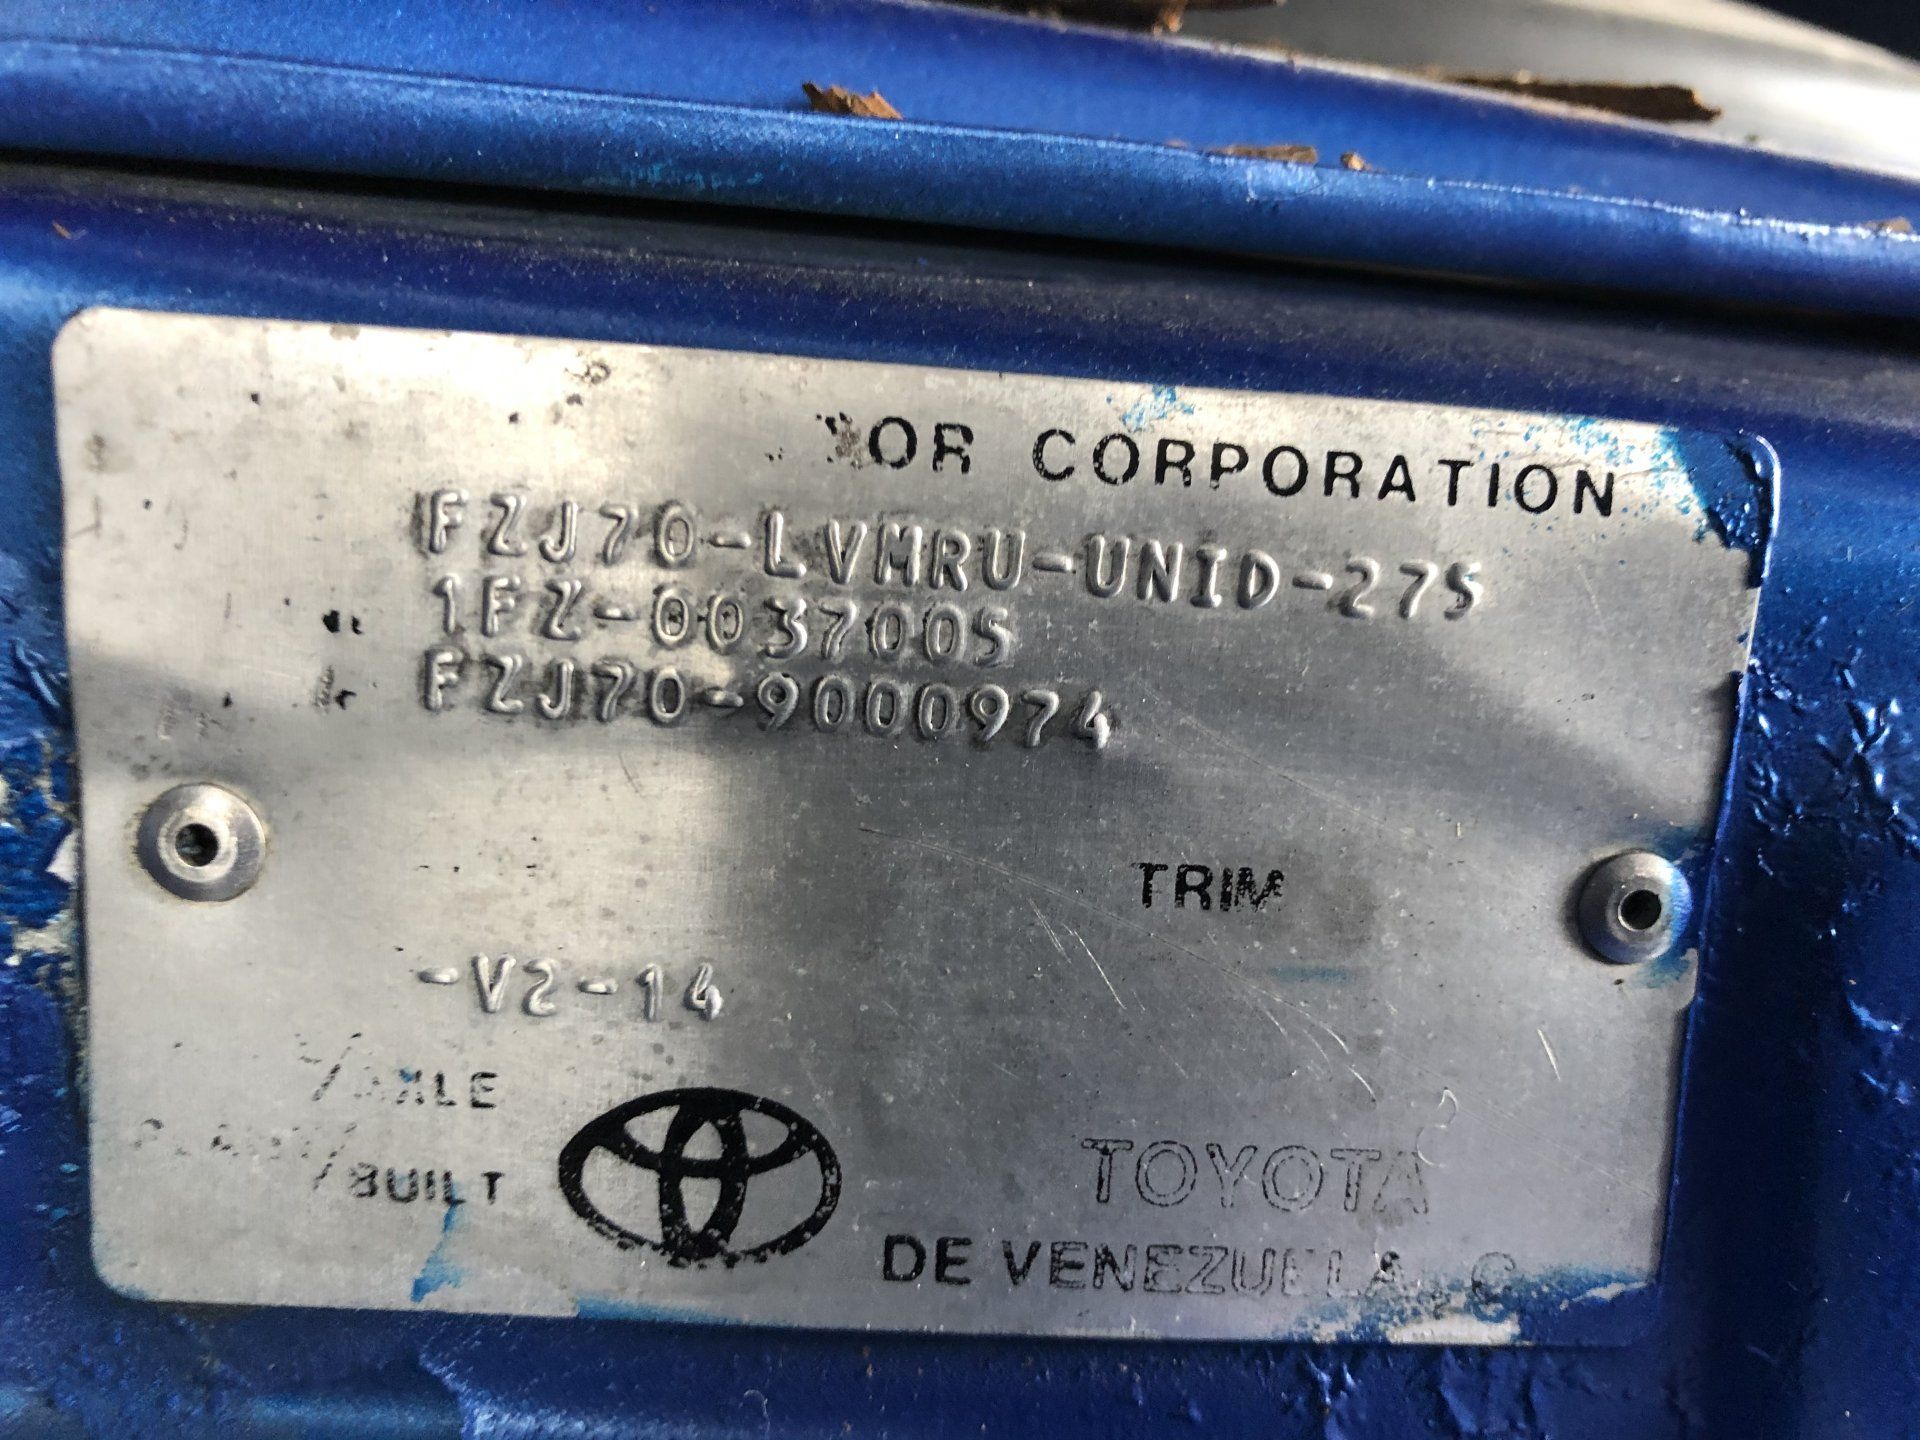 OR CORPORATION
FZJ70-LVMRU-UNID-275
1FZ-0037005
FZJ70-9000974
TRIM
-V2-14
/AXLE
/BUILT
TOYOTA
DE VENEZUELA, C